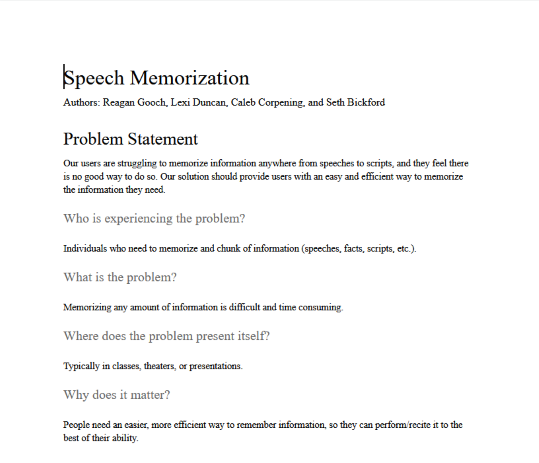 Speech Memorization
Authors: Reagan Gooch, Lexi Duncan, Caleb Corpening, and Seth Bickford
Problem Statement
Our users are struggling to memorize information anywhere from speeches to scripts, and they feel there
is no good way to do so. Our solution should provide users with an easy and efficient way to memorize
the information they need.
Who is experiencing the problem?
Individuals who need to memorize and chunk of information (speeches, facts, scripts, etc.).
What is the problem?
Memorizing any amount of information is difficult and time consuming.
Where does the problem present itself?
Typically in classes, theaters, or presentations.
Why does it matter?
People need an easier, more efficient way to remember information, so they can perform/recite it to the
best of their ability.